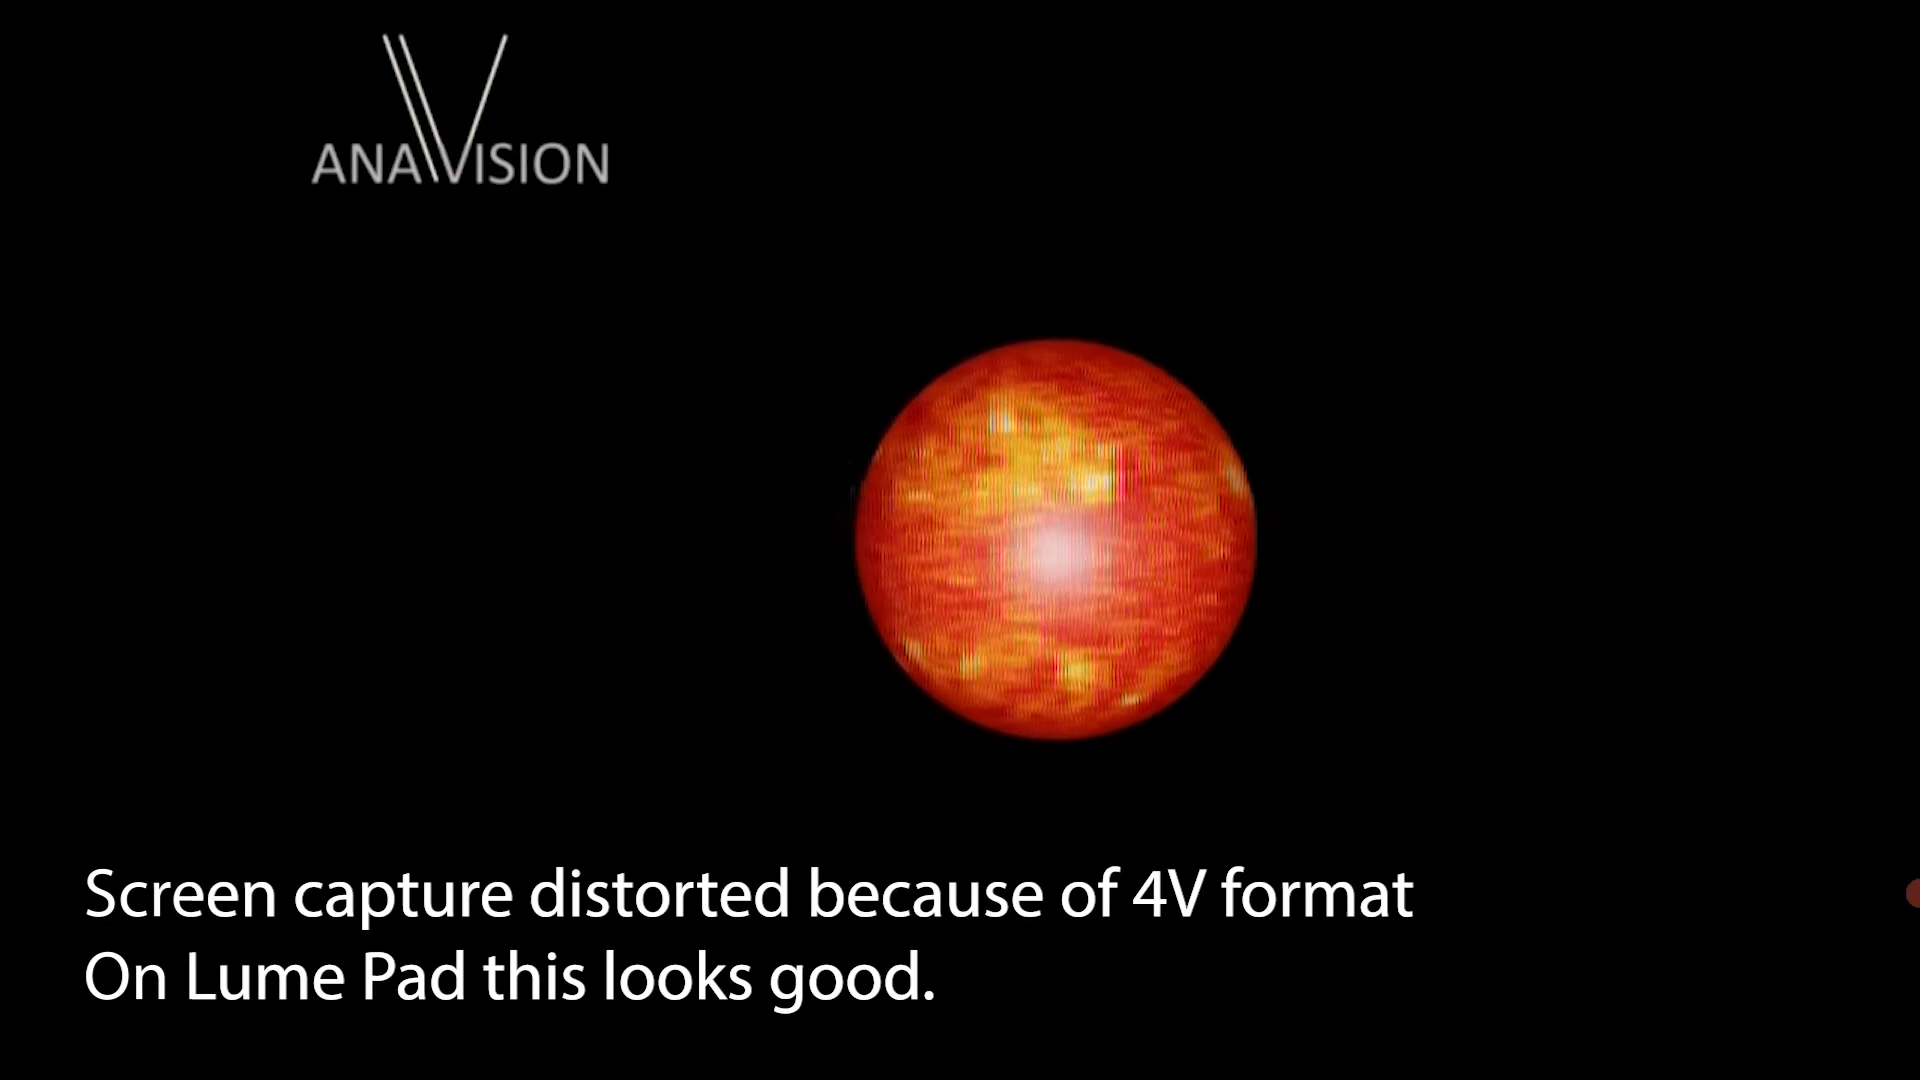 ANAVISION
Screen capture distorted because of 4V format
On Lume Pad this looks good.